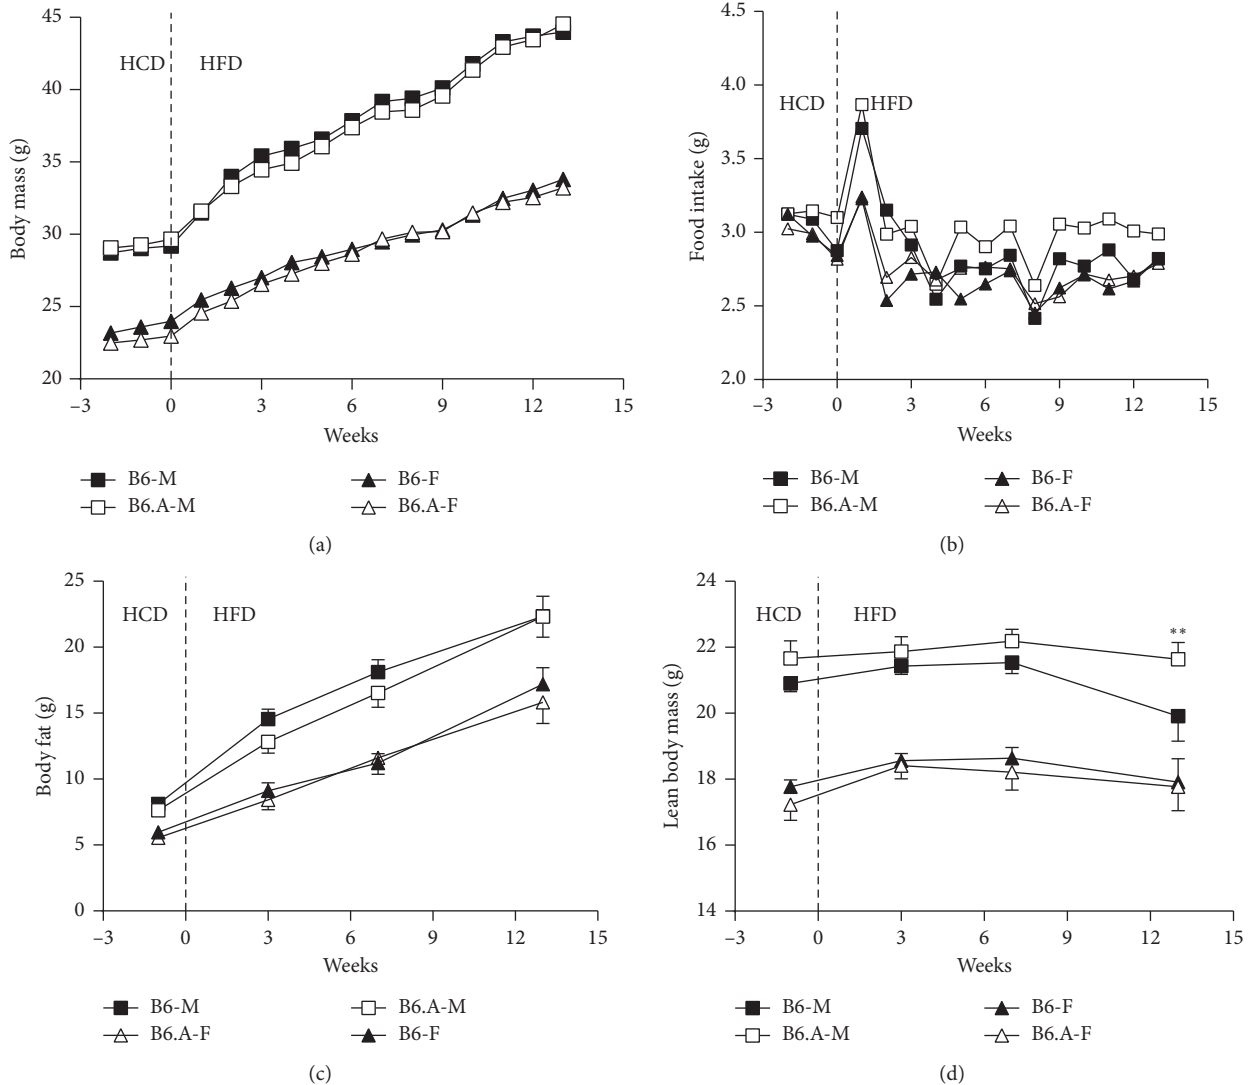 45
40
35
30
25
20
Body mass (g)
HCD
HFD
–3
0
3
6
9
12
15
Weeks
B6-M
B6-F
B6.A-M
B6.A-F
(a)
4.5
4.0
3.5
3.0
2.5
2.0
Food intake (g)
HCD
HFD
–3
0
3
6
9
12
15
Weeks
B6-M
B6-F
B6.A-M
B6.A-F
(b)
25
20
15
10
5
0
Body fat (g)
HCD
HFD
–3
0
3
6
9
12
15
Weeks
B6-M
B6.A-M
B6.A-F
B6-F
(c)
24
22
20
18
16
14
Lean body mass (g)
HCD
HFD
**
–3
0
3
6
9
12
15
Weeks
B6-M
B6-F
B6.A-M
B6.A-F
(d)